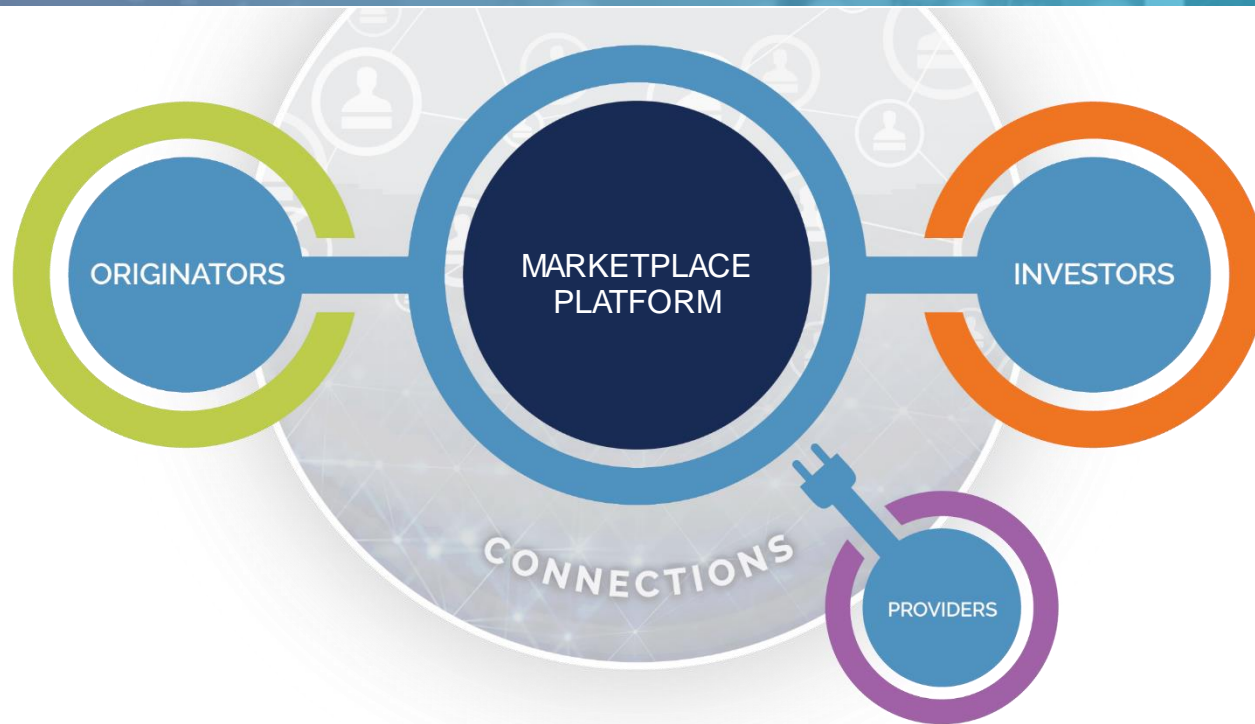 ORIGINATORS
MARKETPLACE
PLATFORM
INVESTORS
CONNECTIONS
PROVIDERS